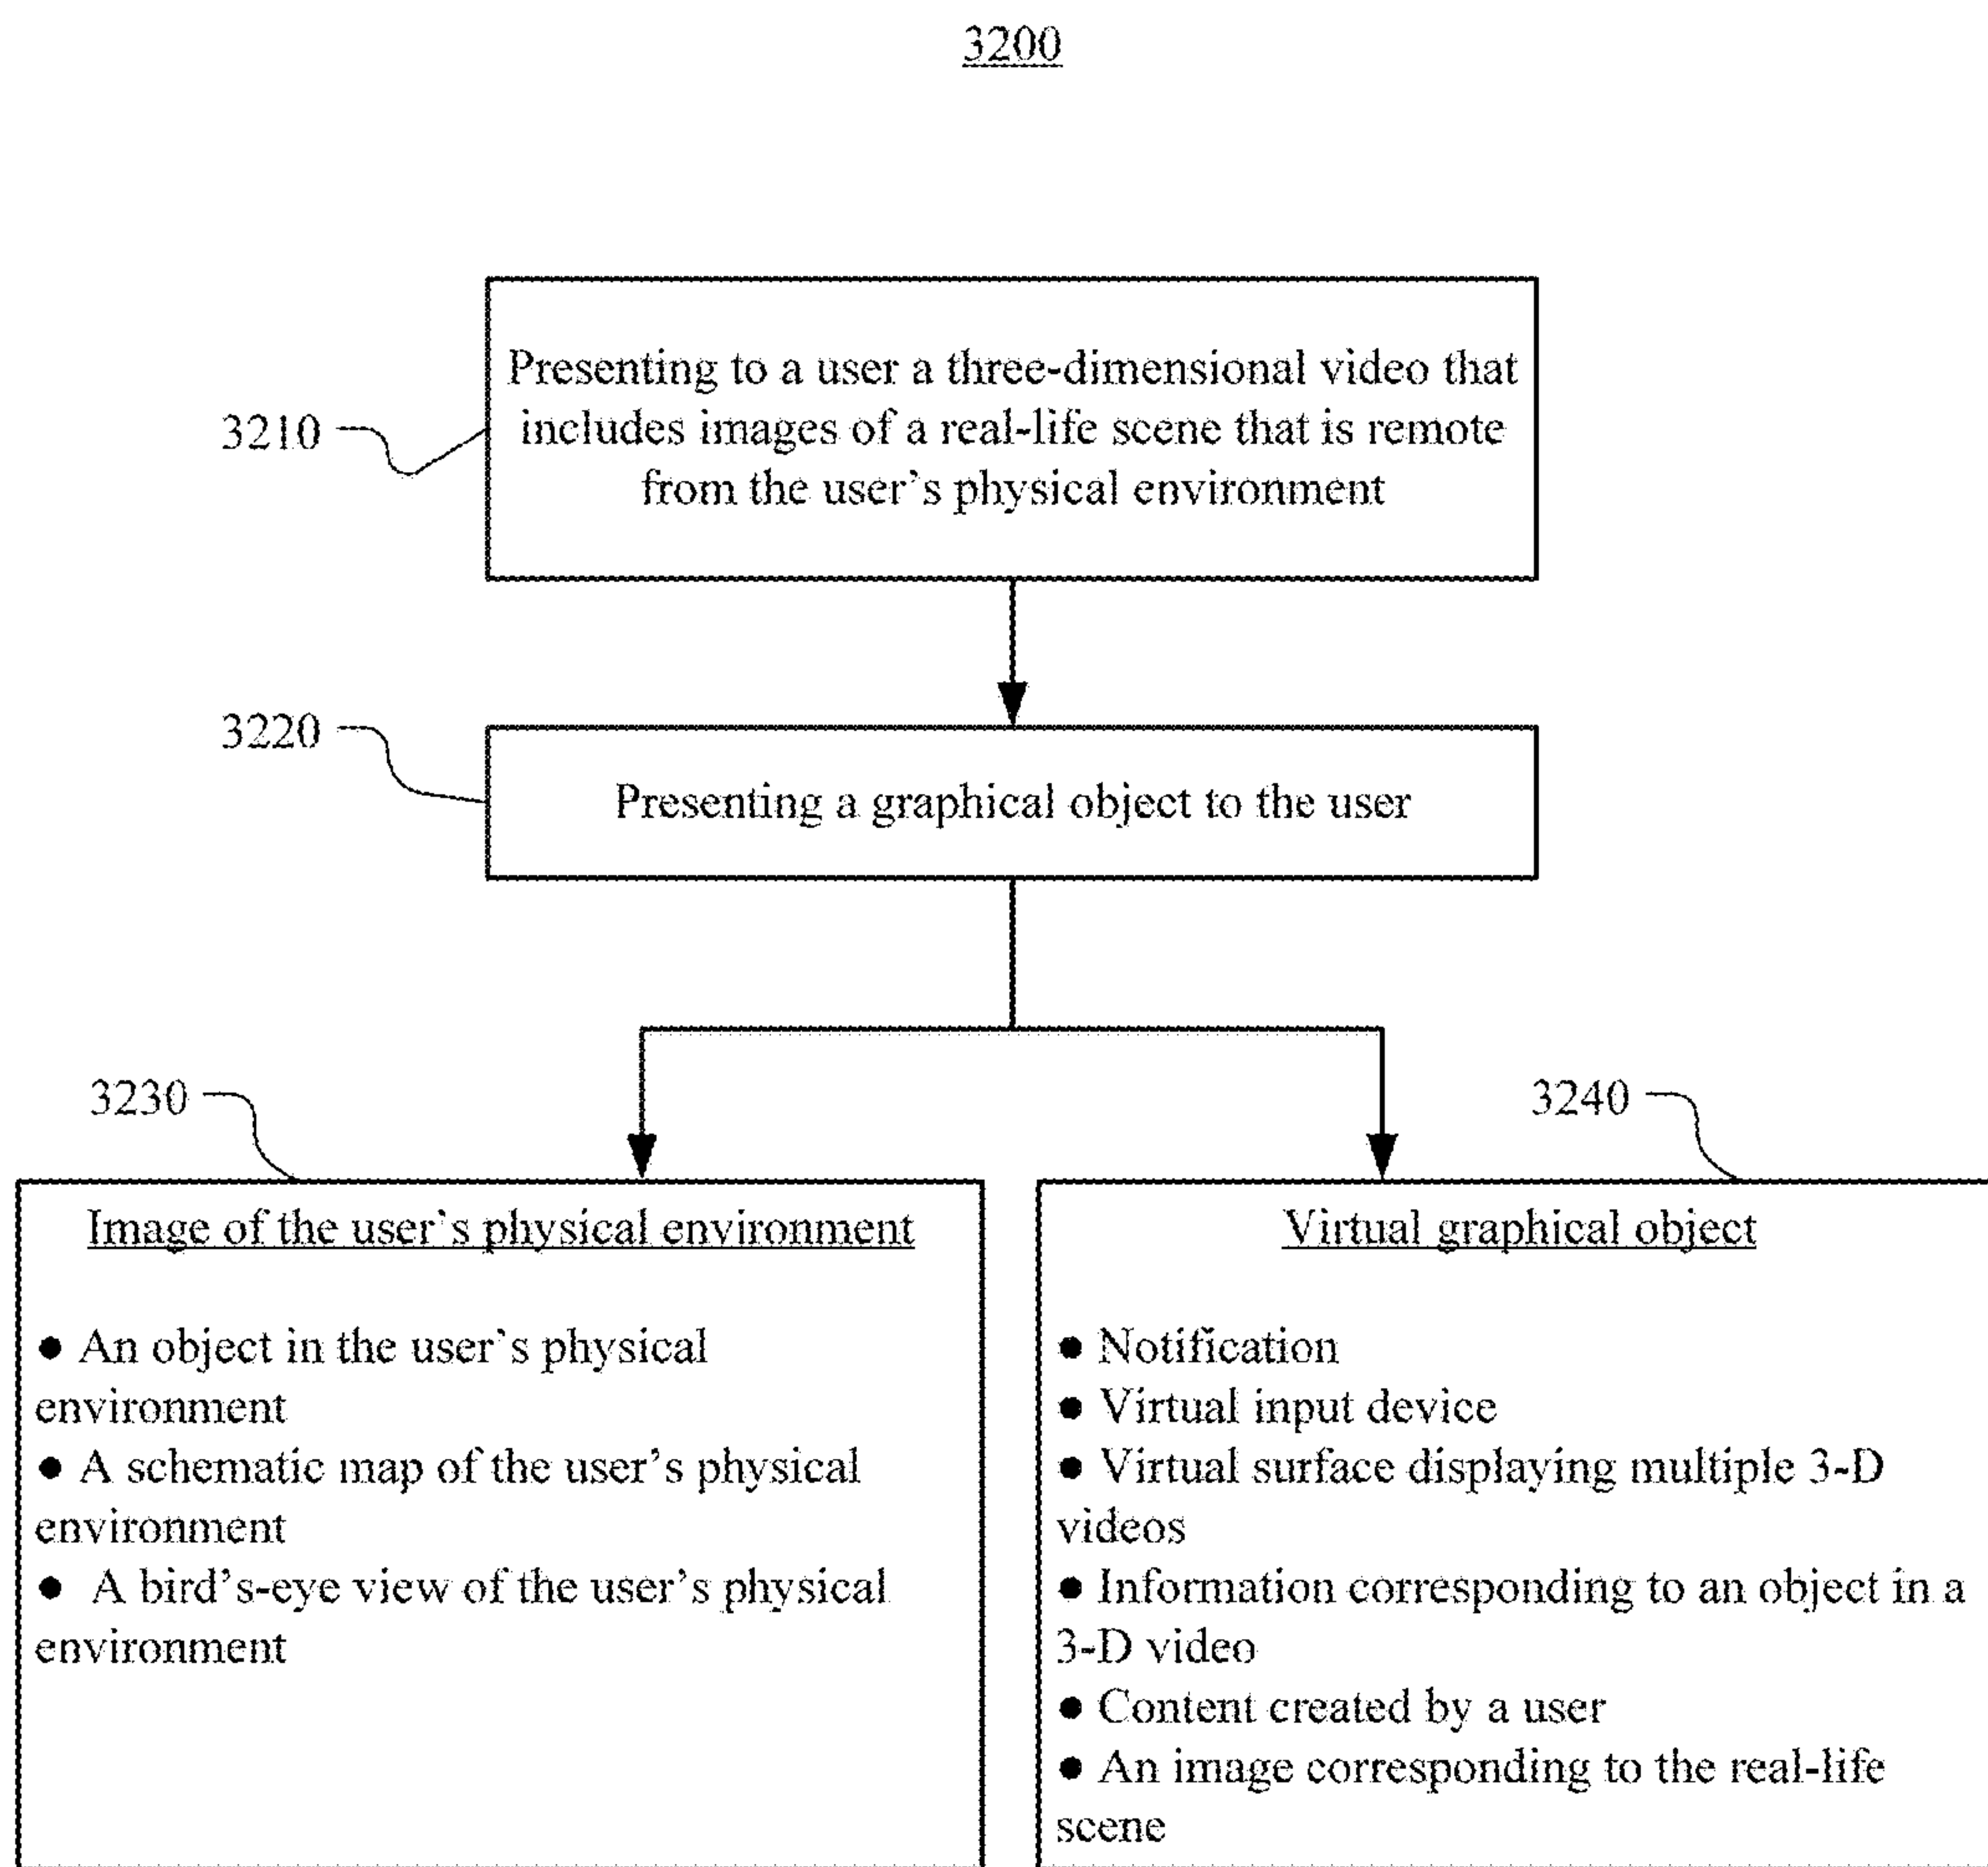 3200
Presenting to a user a three-dimensional video that
includes images of a real-life scene that is remote
from the user's physical environment
3210
3220
Presenting a graphical object to the user
3230
3240
Image of the user's physical environment
● An object in the user's physical
environment
● A schematic map of the user's physical
environment
● A bird's-eye view of the user's physical
environment
Virtual graphical object
● Notification
● Virtual input device
● Virtual surface displaying multiple 3-D
videos
● Information corresponding to an object in a
3-D video
● Content created by a user
● An image corresponding to the real-life
scene